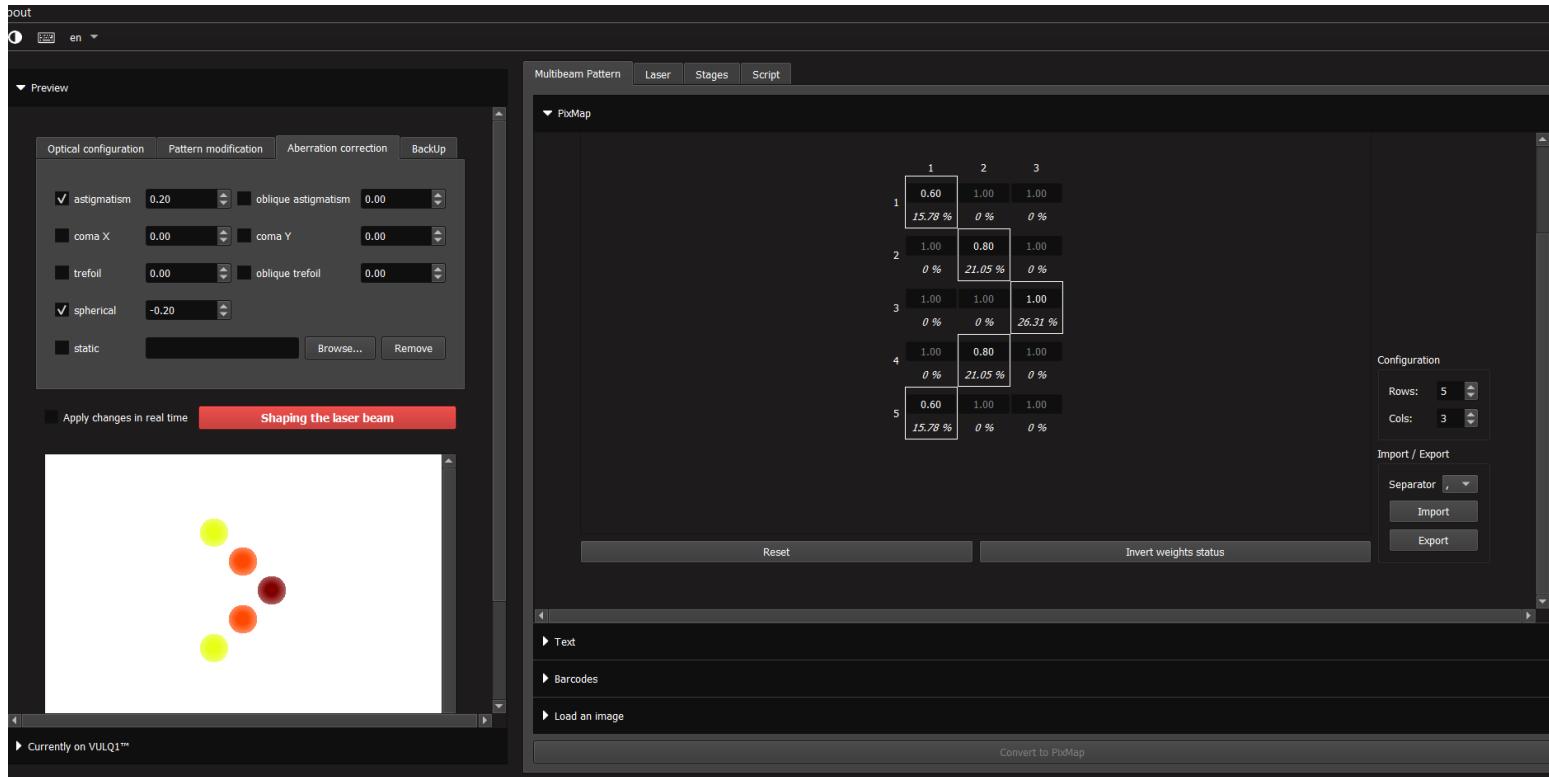 bout
en
Preview
Optical configuration Pattern modification Aberration correction BackUp
astigmatism 0.20 oblique astigmatism 0.00
coma X 0.00 coma Y 0.00
trefoil 0.00 oblique trefoil 0.00
spherical -0.20
static Browse... Remove
Apply changes in real time Shaping the laser beam
Currently on VULQ1™
Multibeam Pattern Laser Stages Script
PixMap
1 2 3
1 0.60 1.00 1.00
15.78 % 0 % 0 %
2 1.00 0.80 1.00
0 % 21.05 % 0 %
3 1.00 1.00 1.00
0 % 0 % 26.31 %
4 1.00 0.80 1.00
0 % 21.05 % 0 %
5 0.60 1.00 1.00
15.78 % 0 % 0 %
Configuration
Rows: 5
Cols: 3
Import / Export
Separator ,
Import
Export
Reset Invert weights status
Text
Barcodes
Load an image
Convert to PixMap